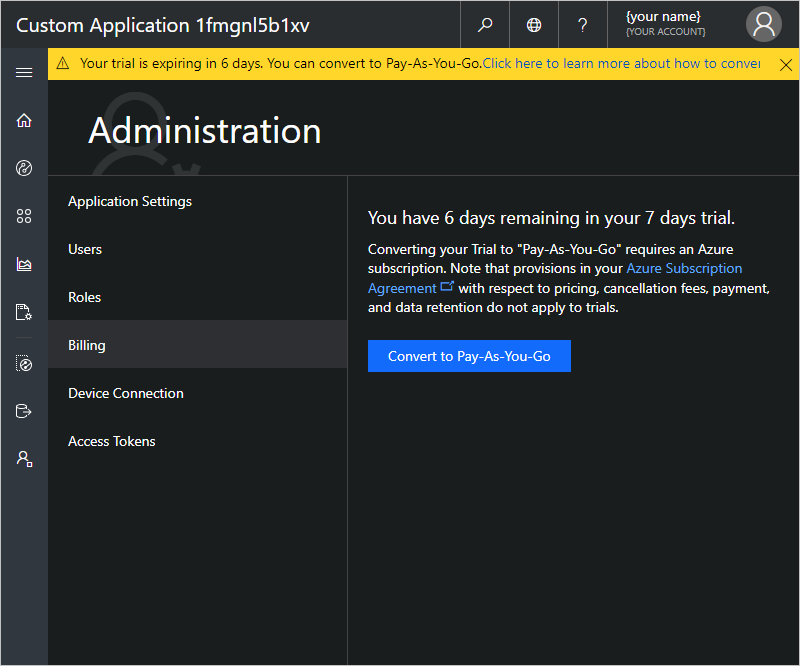 Custom Application 1fmgnl5b1xv
?
{your name}
{YOUR ACCOUNT}
Your trial is expiring in 6 days. You can convert to Pay-As-You-Go.Click here to learn more about how to conver
Administration
Application Settings
Users
Roles
Billing
Device Connection
Access Tokens
You have 6 days remaining in your 7 days trial.
Converting your Trial to "Pay-As-You-Go" requires an Azure
subscription. Note that provisions in your Azure Subscription
Agreement with respect to pricing, cancellation fees, payment,
and data retention do not apply to trials.
Convert to Pay-As-You-Go